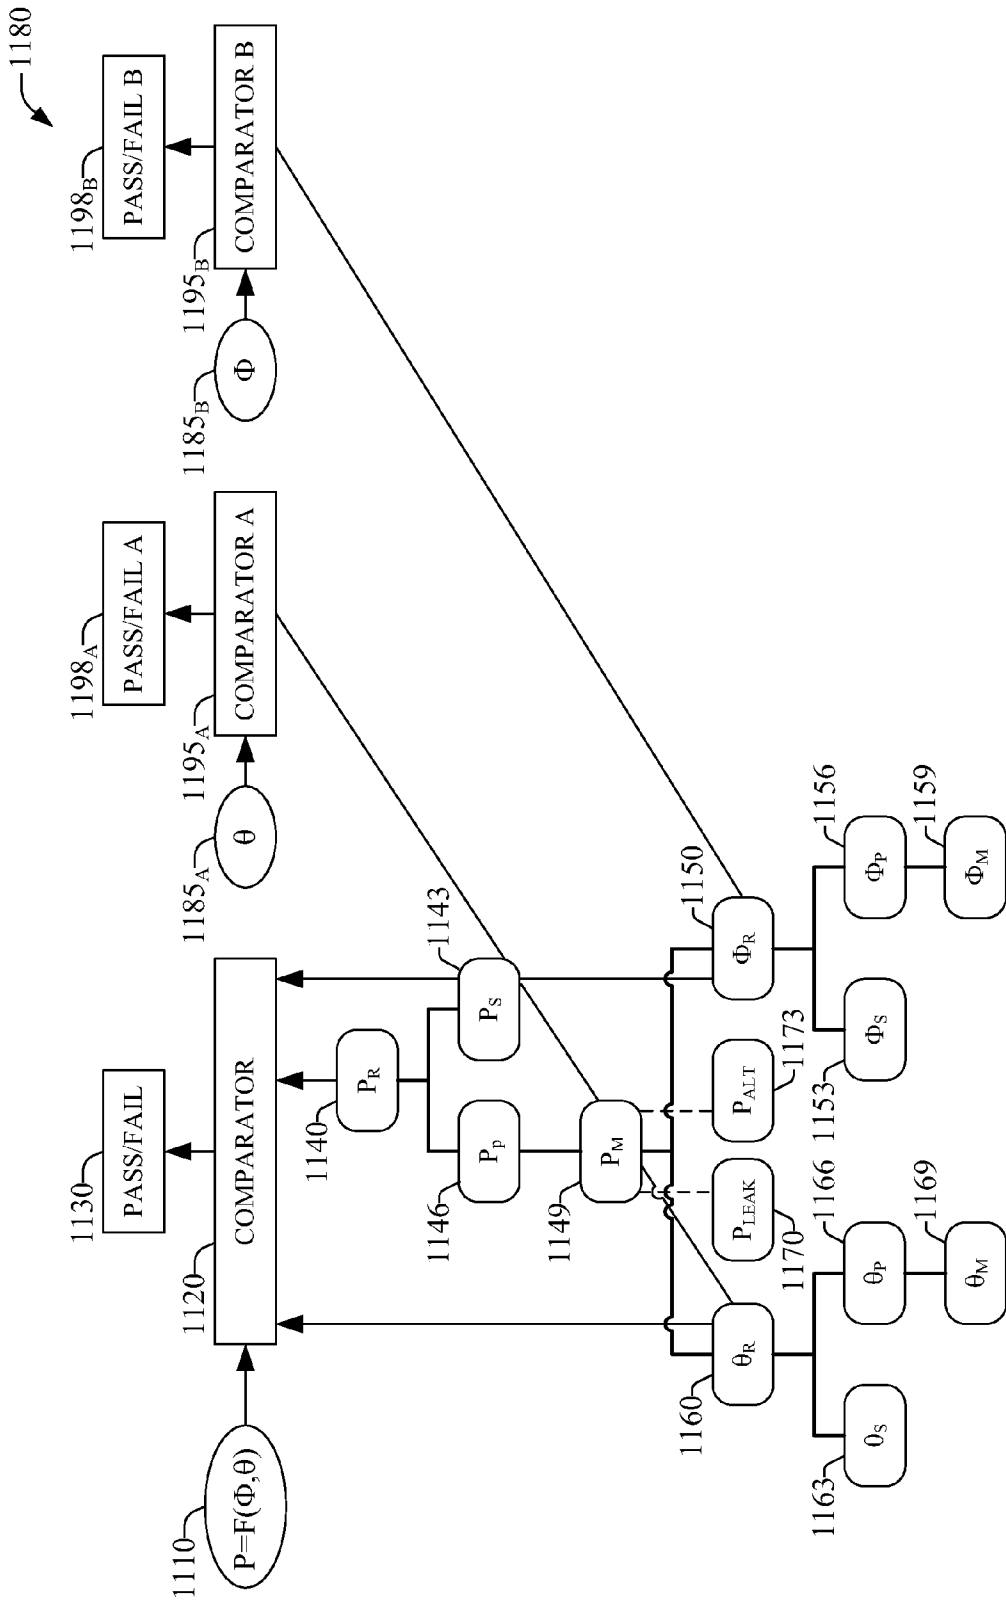 1180
1130
1198A
1198B
PASS/FAIL
PASS/FAIL A
PASS/FAIL B
1110
1120
1185A
1195A
1185B
1195B
P=F(Φ,θ)
COMPARATOR
θ
COMPARATOR A
Φ
COMPARATOR B
1140
PR
1146
1143
Pp
PS
1149
PM
1160
1150
θR
PLEAK
PALT
ΦR
1170
1173
1163
1166
1153
1156
θS
θP
ΦS
ΦP
1169
1159
θM
ΦM